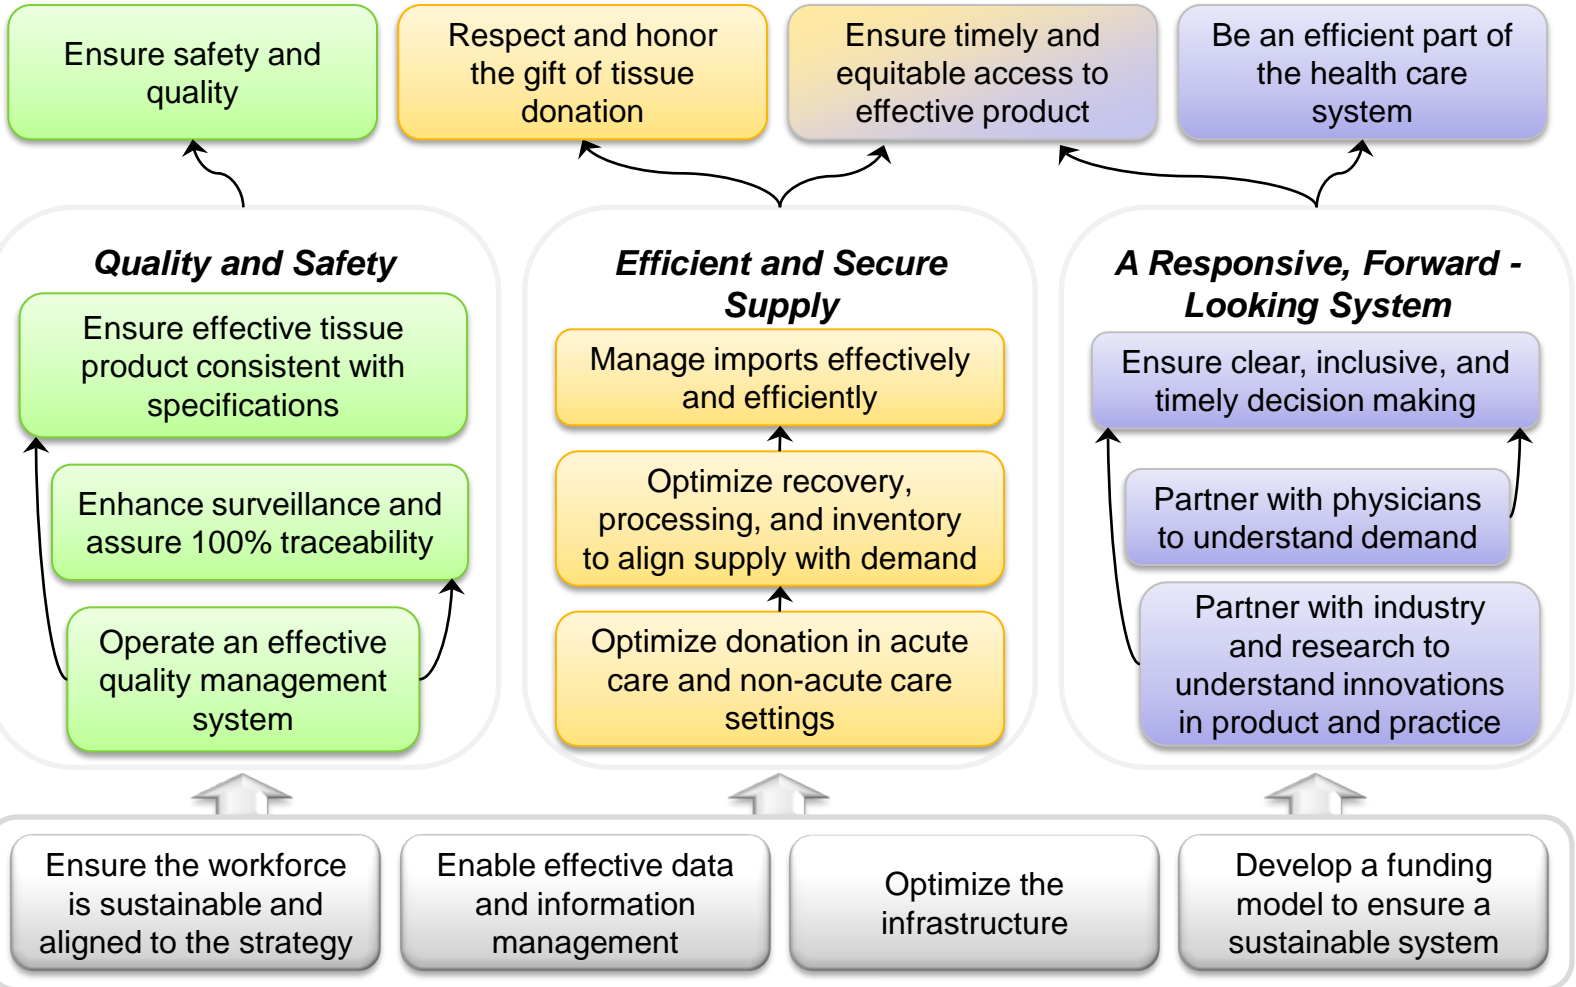 Ensure safety and
quality
Respect and honor
the gift of tissue
donation
Ensure timely and
equitable access to
effective product
Be an efficient part of
the health care
system
Quality and Safety
Ensure effective tissue
product consistent with
specifications
Enhance surveillance and
assure 100% traceability
Operate an effective
quality management
system
Efficient and Secure
Supply
Manage imports effectively
and efficiently
Optimize recovery,
processing, and inventory
to align supply with demand
Optimize donation in acute
care and non-acute care
settings
A Responsive, Forward -
Looking System
Ensure clear, inclusive, and
timely decision making
Partner with physicians
to understand demand
Partner with industry
and research to
understand innovations
in product and practice
Ensure the workforce
is sustainable and
aligned to the strategy
Enable effective data
and information
management
Optimize the
infrastructure
Develop a funding
model to ensure a
sustainable system